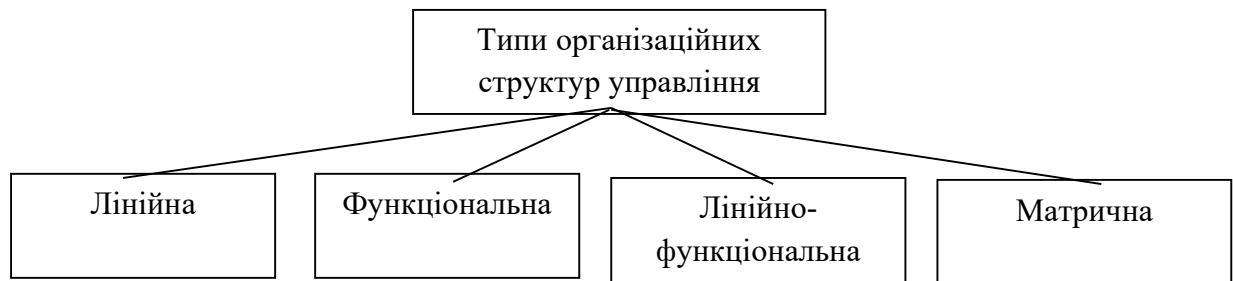 Типи організаційних
структур управління
Лінійна
Функціональна
Лінійно-
функціональна
Матрична